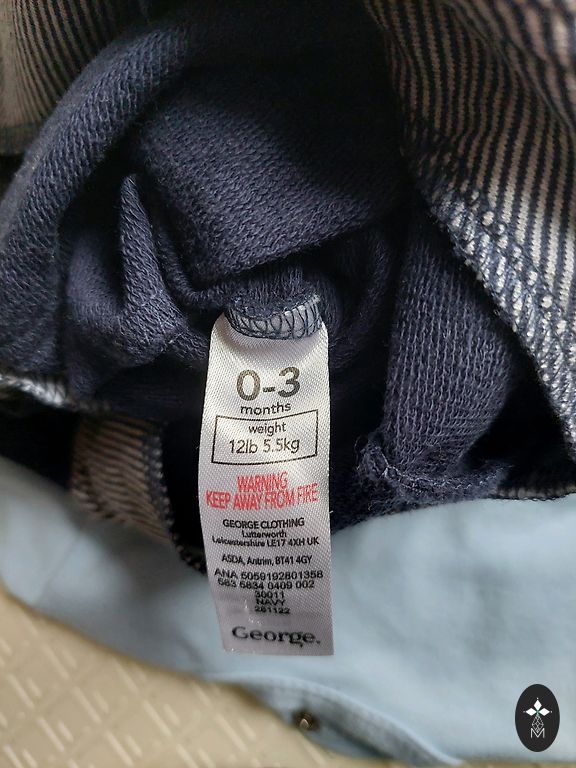 0-3
months
weight
12lb 5.5kg
WARNING
KEEP AWAY FROM FIRE
GEORGE CLOTHING
Lutterworth
Leicestershire LE17 4XH UK
ASDA, Antrim, BT41 4GY
ANA 5059192801358
563 5834 0409 002
30011
NAVY
281122
George.
M